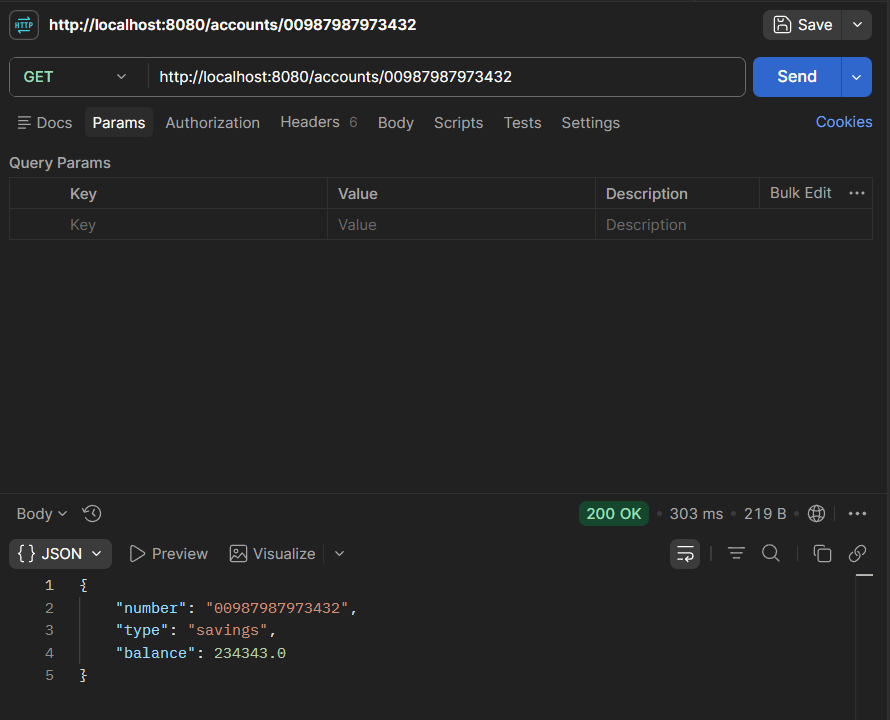 HTTP http://localhost:8080/accounts/00987987973432 Save
GET http://localhost:8080/accounts/00987987973432 Send
Docs Params Authorization Headers 6 Body Scripts Tests Settings Cookies
Query Params
Key Value Description Bulk Edit
Key Value Description
Body 200 OK 303 ms 219 B
{} JSON Preview Visualize
1 {
2 "number": "00987987973432",
3 "type": "savings",
4 "balance": 234343.0
5 }